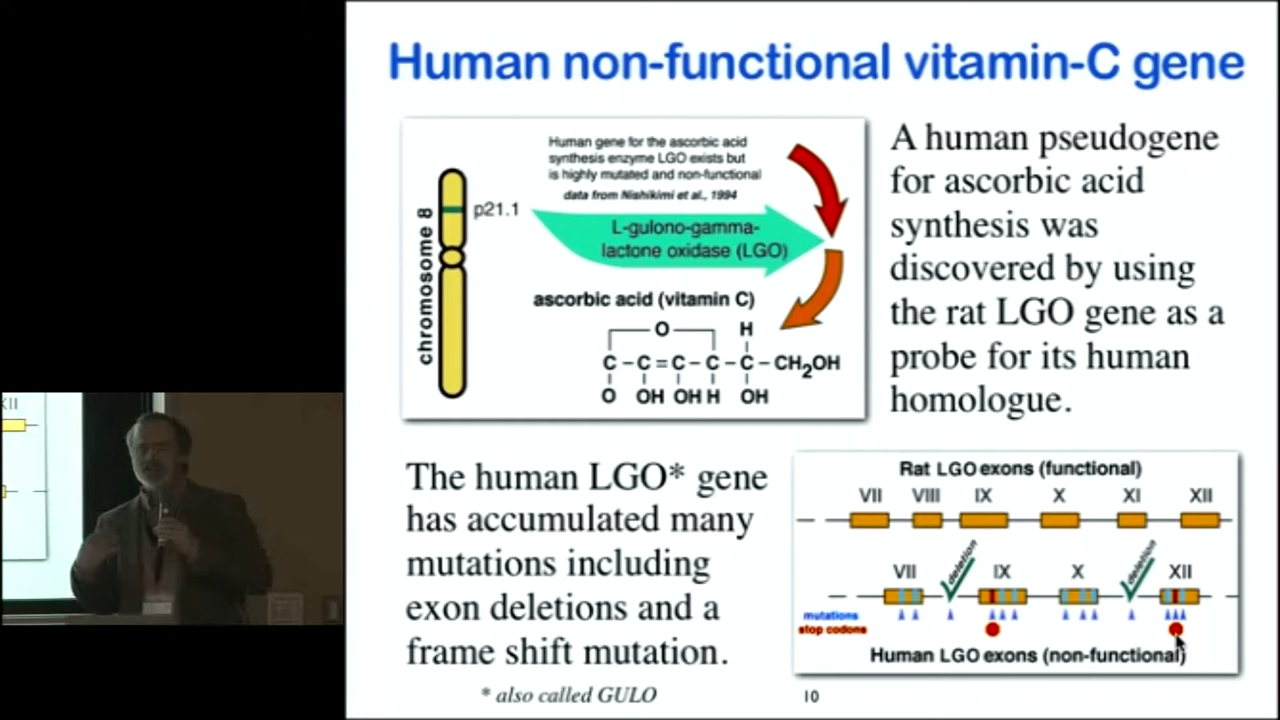 Human non-functional vitamin-C gene
Human gene for the ascorbic acid
synthesis enzyme LGO exists but
is highly mutated and non-functional
data from Nishikimi et al., 1994
chromosome 8
p21.1
L-gulono-gamma-
lactone oxidase (LGO)
ascorbic acid (vitamin C)
O H
C-C=C-C-C-CH2OH
O OH OH H OH
A human pseudogene
for ascorbic acid
synthesis was
discovered by using
the rat LGO gene as a
probe for its human
homologue.
The human LGO* gene
has accumulated many
mutations including
exon deletions and a
frame shift mutation.
* also called GULO
Rat LGO exons (functional)
VII VIII IX X XI XII
VII deletion IX X deletion XII
mutations
stop codons
Human LGO exons (non-functional)
10
XII